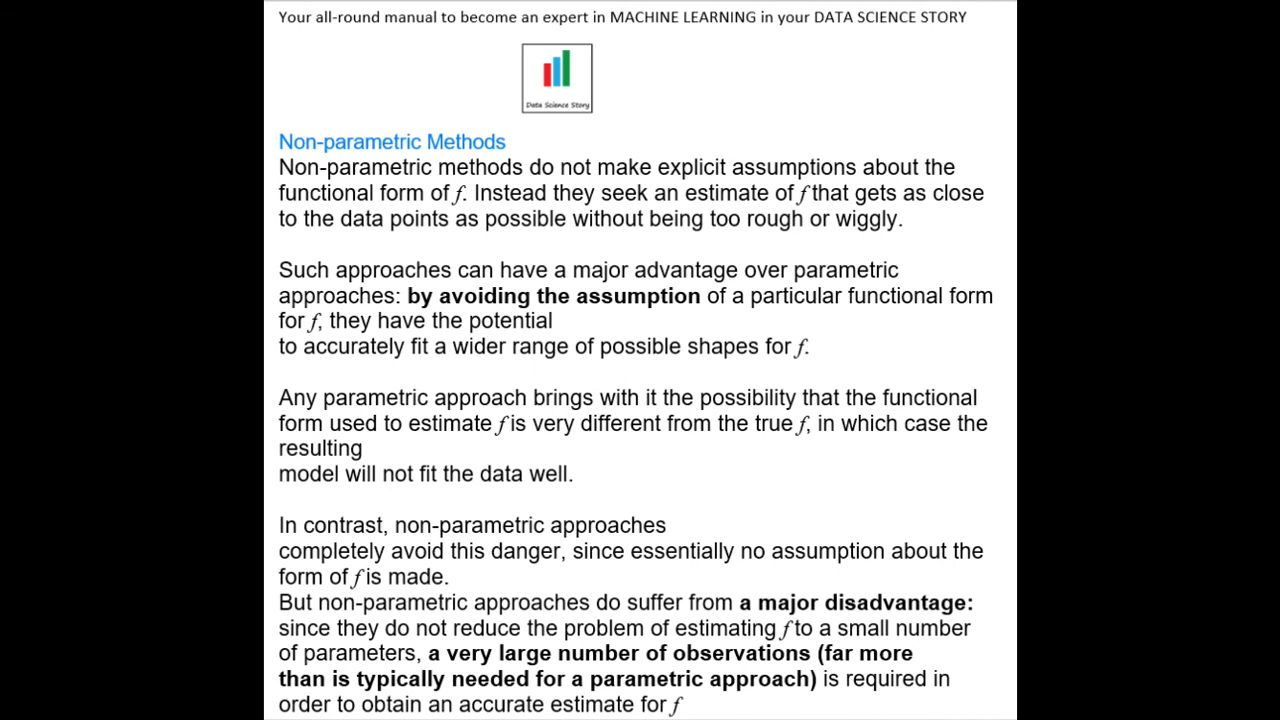 Your all-round manual to become an expert in MACHINE LEARNING in your DATA SCIENCE STORY
Data Science Story
Non-parametric Methods
Non-parametric methods do not make explicit assumptions about the
functional form of f. Instead they seek an estimate of f that gets as close
to the data points as possible without being too rough or wiggly.
Such approaches can have a major advantage over parametric
approaches: by avoiding the assumption of a particular functional form
for f, they have the potential
to accurately fit a wider range of possible shapes for f.
Any parametric approach brings with it the possibility that the functional
form used to estimate f is very different from the true f, in which case the
resulting
model will not fit the data well.
In contrast, non-parametric approaches
completely avoid this danger, since essentially no assumption about the
form of f is made.
But non-parametric approaches do suffer from a major disadvantage:
since they do not reduce the problem of estimating f to a small number
of parameters, a very large number of observations (far more
than is typically needed for a parametric approach) is required in
order to obtain an accurate estimate for f